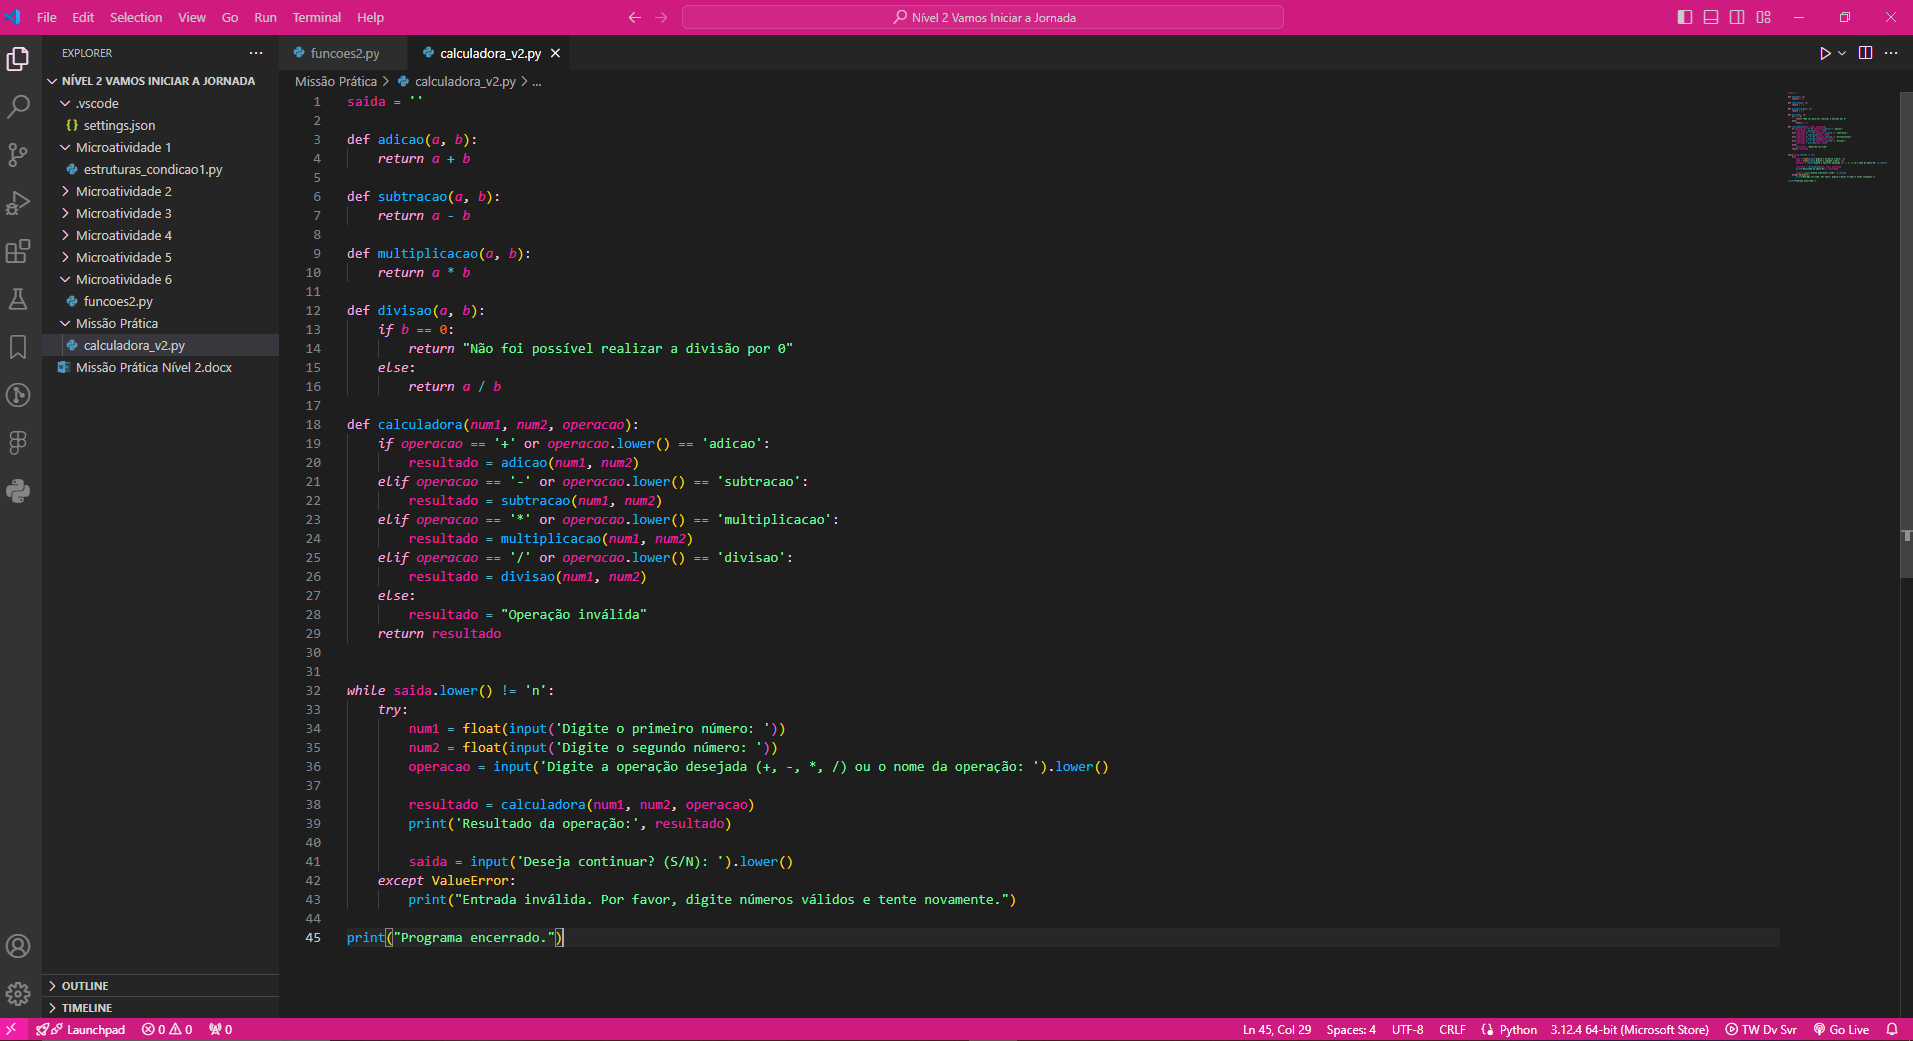 File Edit Selection View Go Run Terminal Help
Nível 2 Vamos Iniciar a Jornada
EXPLORER
NÍVEL 2 VAMOS INICIAR A JORNADA
.vscode
{} settings.json
Microatividade 1
estruturas_condicao1.py
Microatividade 2
Microatividade 3
Microatividade 4
Microatividade 5
Microatividade 6
funcoes2.py
Missão Prática
calculadora_v2.py
Missão Prática Nível 2.docx
OUTLINE
TIMELINE
funcoes2.py calculadora_v2.py
Missão Prática > calculadora_v2.py > ...
1 saida = ''
2
3 def adicao(a, b):
4     return a + b
5
6 def subtracao(a, b):
7     return a - b
8
9 def multiplicacao(a, b):
10     return a * b
11
12 def divisao(a, b):
13     if b == 0:
14         return "Não foi possível realizar a divisão por 0"
15     else:
16         return a / b
17
18 def calculadora(num1, num2, operacao):
19     if operacao == '+' or operacao.lower() == 'adicao':
20         resultado = adicao(num1, num2)
21     elif operacao == '-' or operacao.lower() == 'subtracao':
22         resultado = subtracao(num1, num2)
23     elif operacao == '*' or operacao.lower() == 'multiplicacao':
24         resultado = multiplicacao(num1, num2)
25     elif operacao == '/' or operacao.lower() == 'divisao':
26         resultado = divisao(num1, num2)
27     else:
28         resultado = "Operação inválida"
29     return resultado
30
31
32 while saida.lower() != 'n':
33     try:
34         num1 = float(input('Digite o primeiro número: '))
35         num2 = float(input('Digite o segundo número: '))
36         operacao = input('Digite a operação desejada (+, -, *, /) ou o nome da operação: ').lower()
37
38         resultado = calculadora(num1, num2, operacao)
39         print('Resultado da operação:', resultado)
40
41         saida = input('Deseja continuar? (S/N): ').lower()
42     except ValueError:
43         print("Entrada inválida. Por favor, digite números válidos e tente novamente.")
44
45 print("Programa encerrado.")
Launchpad 0 0 0 Ln 45, Col 29 Spaces: 4 UTF-8 CRLF Python 3.12.4 64-bit (Microsoft Store) TW Dv Svr Go Live